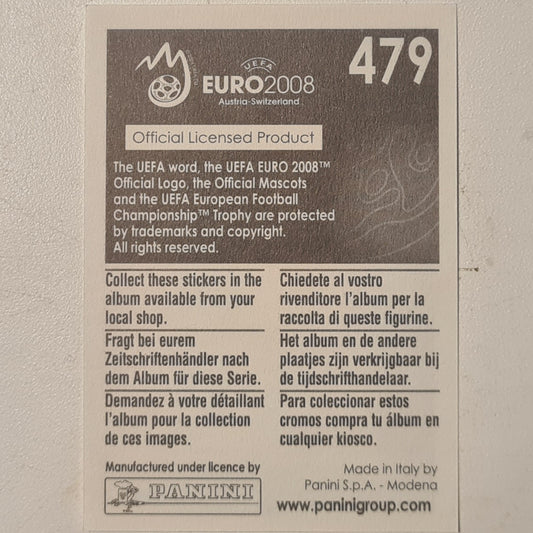 UEFA
EURO2008
Austria-Switzerland
479
Official Licensed Product
The UEFA word, the UEFA EURO 2008™
Official Logo, the Official Mascots
and the UEFA European Football
Championship™ Trophy are protected
by trademarks and copyright.
All rights reserved.
Collect these stickers in the
album available from your
local shop.
Chiedete al vostro
rivenditore l'album per la
raccolta di queste figurine.
Fragt bei eurem
Zeitschriftenhändler nach
dem Album für diese Serie.
Het album en de andere
plaatjes zijn verkrijgbaar bij
de tijdschrifthandelaar.
Demandez à votre détaillant
l'album pour la collection
de ces images.
Para coleccionar estos
cromos compra tu álbum en
cualquier kiosco.
Manufactured under licence by
PANINI
Made in Italy by
Panini S.p.A. - Modena
www.paninigroup.com